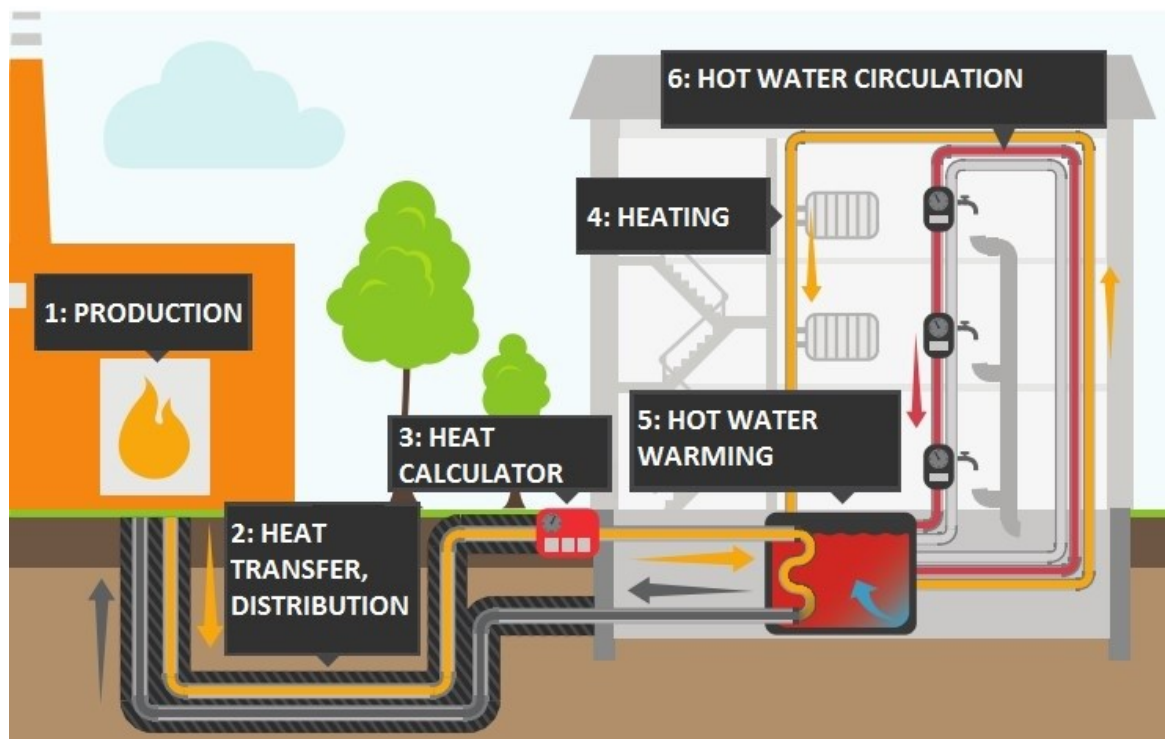 6: HOT WATER CIRCULATION
4: HEATING
1: PRODUCTION
5: HOT WATER
WARMING
3: HEAT
CALCULATOR
2: HEAT
TRANSFER,
DISTRIBUTION